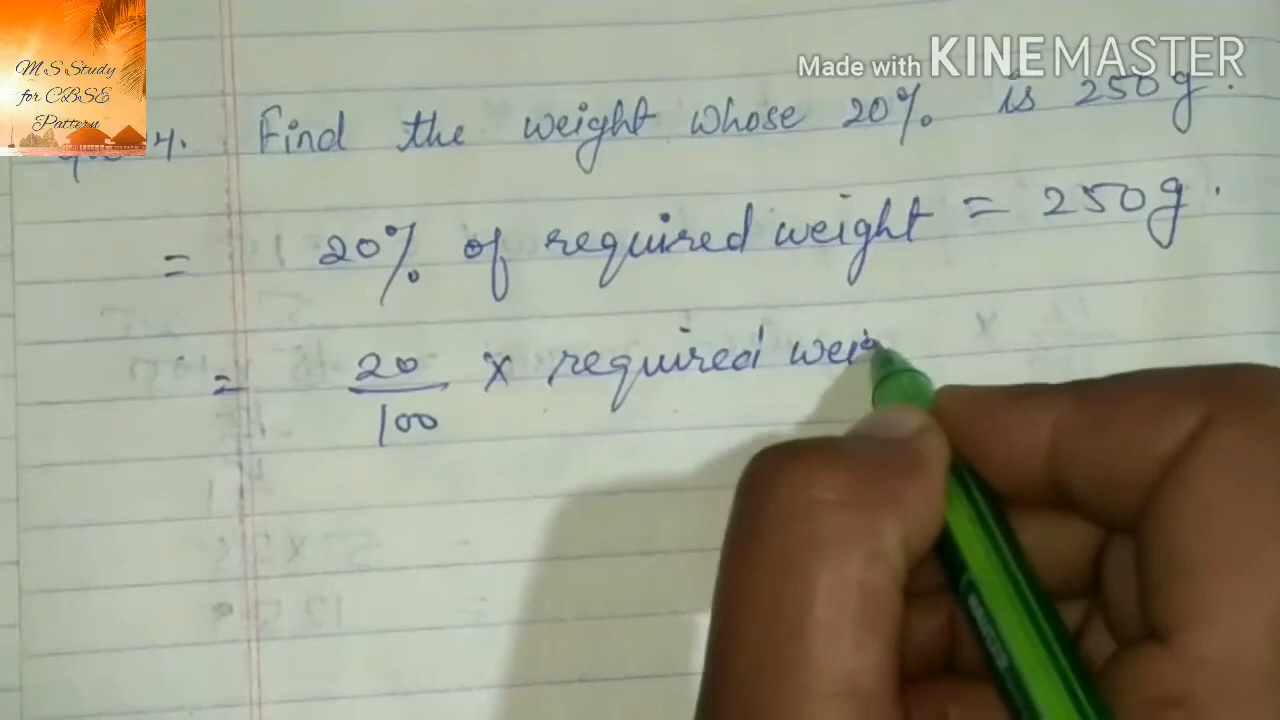 M S Study
for CBSE
Pattern
Made with KINEMASTER
4. Find the weight whose 20% is 250g.
= 20% of required weight = 250g.
= 20/100 × required wei